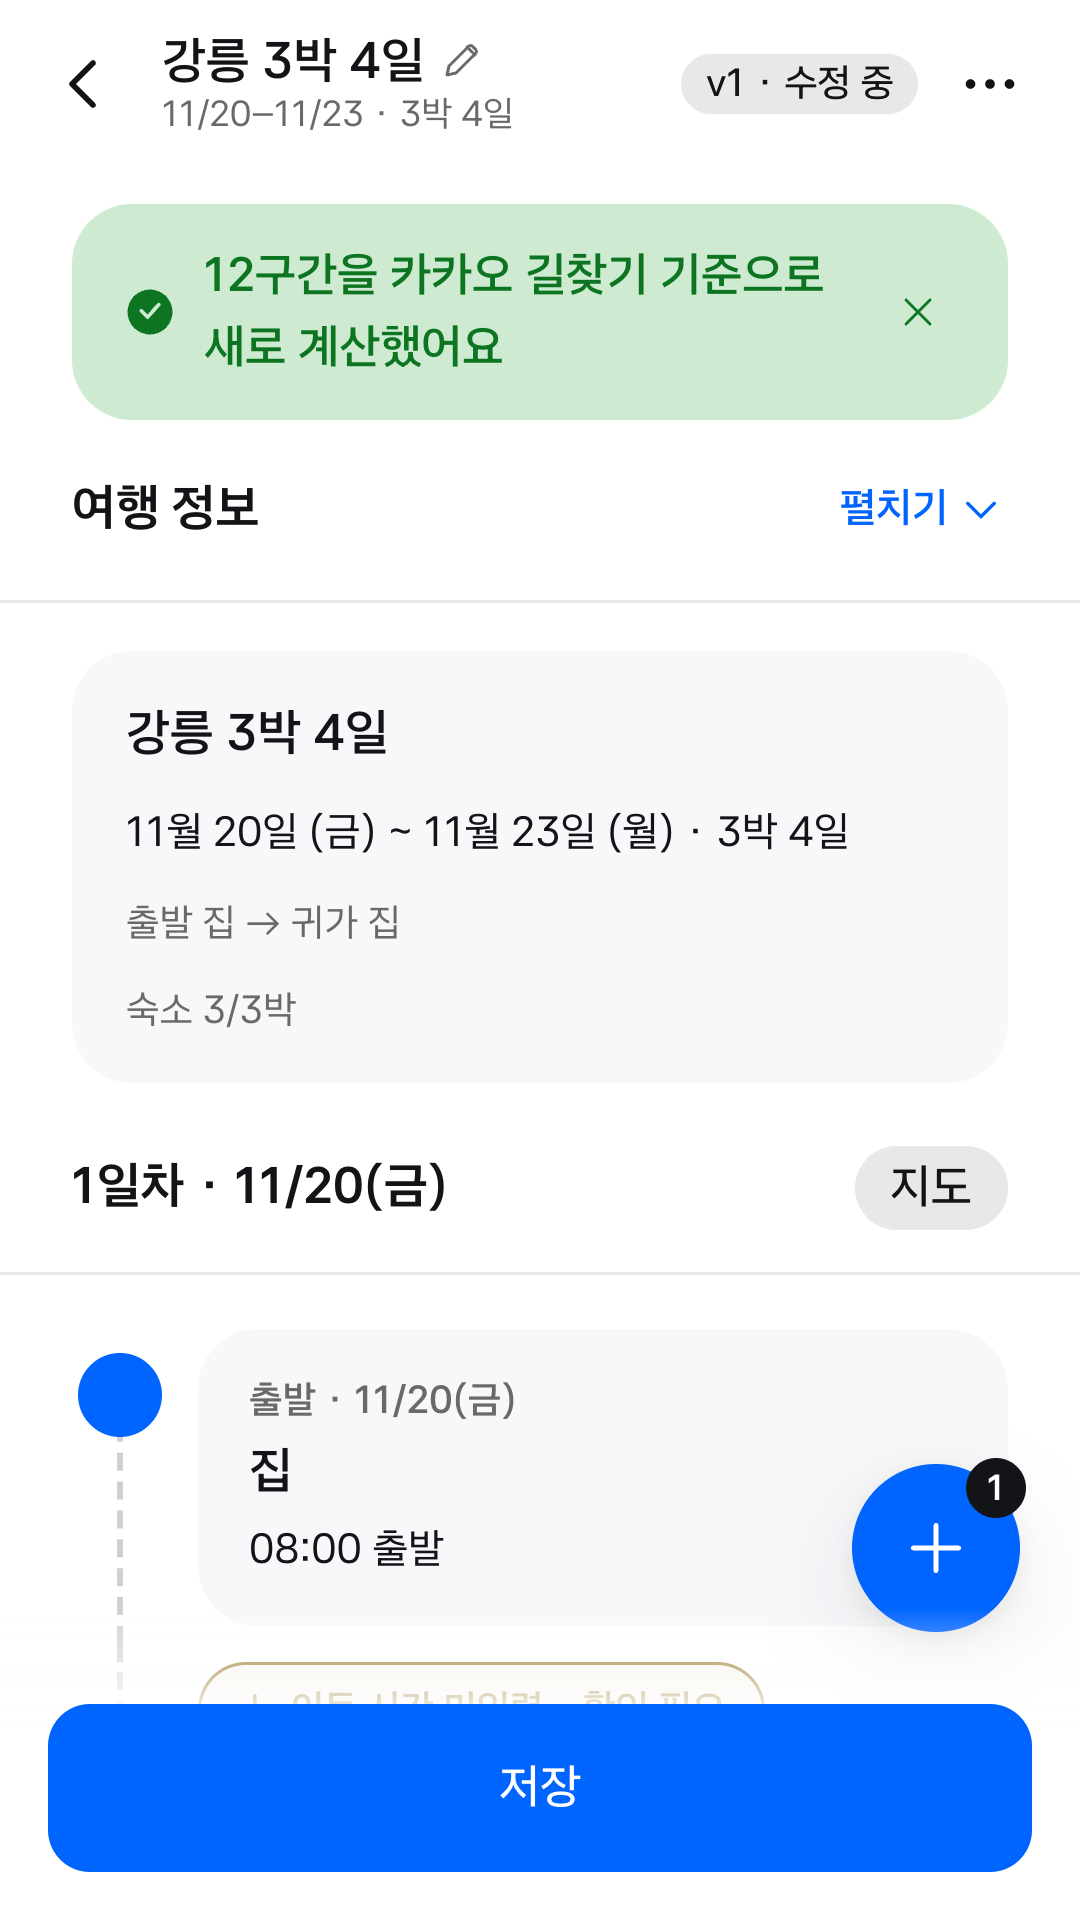 강릉 3박 4일
11/20–11/23 · 3박 4일
v1 · 수정 중
12구간을 카카오 길찾기 기준으로
새로 계산했어요
여행 정보
펼치기
강릉 3박 4일
11월 20일 (금) ~ 11월 23일 (월) · 3박 4일
출발 집 → 귀가 집
숙소 3/3박
1일차 · 11/20(금)
지도
출발 · 11/20(금)
집
08:00 출발
1
저장